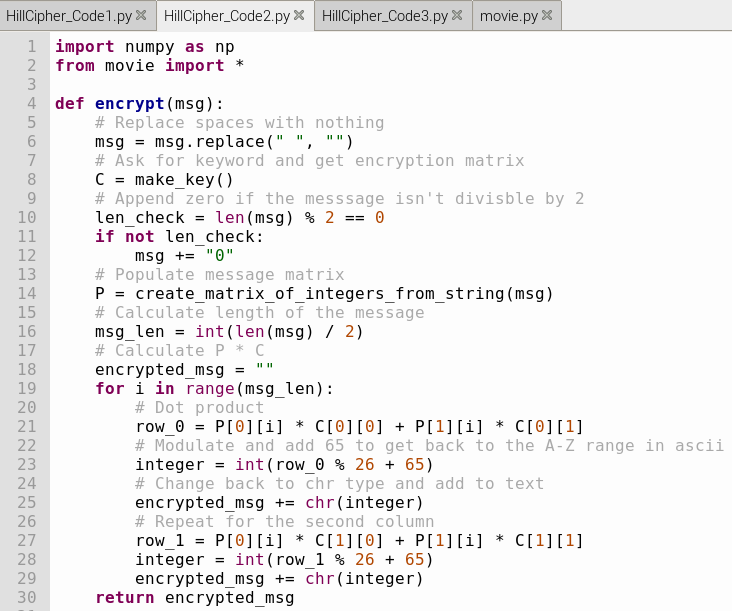 HillCipher_Code1.py HillCipher_Code2.py HillCipher_Code3.py movie.py
1 import numpy as np
2 from movie import *
3
4 def encrypt(msg):
5     # Replace spaces with nothing
6     msg = msg.replace(" ", "")
7     # Ask for keyword and get encryption matrix
8     C = make_key()
9     # Append zero if the messsage isn't divisble by 2
10     len_check = len(msg) % 2 == 0
11     if not len_check:
12         msg += "0"
13     # Populate message matrix
14     P = create_matrix_of_integers_from_string(msg)
15     # Calculate length of the message
16     msg_len = int(len(msg) / 2)
17     # Calculate P * C
18     encrypted_msg = ""
19     for i in range(msg_len):
20         # Dot product
21         row_0 = P[0][i] * C[0][0] + P[1][i] * C[0][1]
22         # Modulate and add 65 to get back to the A-Z range in ascii
23         integer = int(row_0 % 26 + 65)
24         # Change back to chr type and add to text
25         encrypted_msg += chr(integer)
26         # Repeat for the second column
27         row_1 = P[0][i] * C[1][0] + P[1][i] * C[1][1]
28         integer = int(row_1 % 26 + 65)
29         encrypted_msg += chr(integer)
30     return encrypted_msg